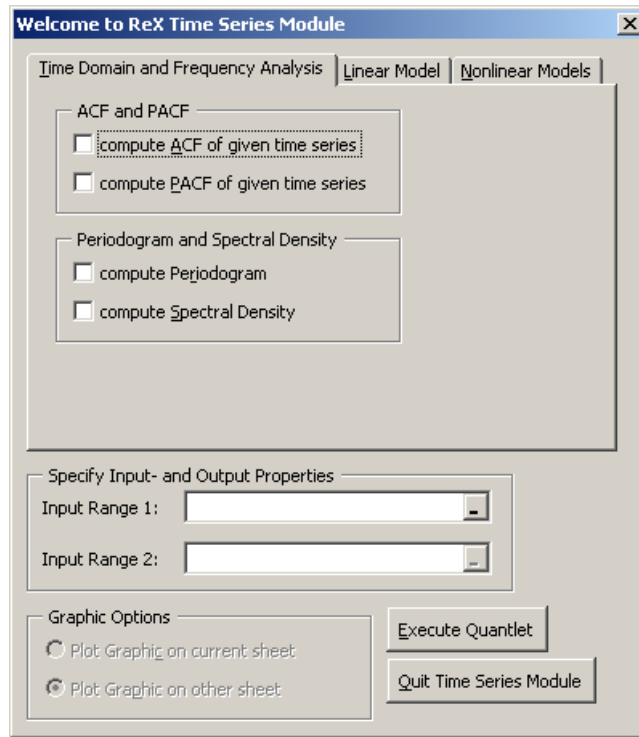 Welcome to ReX Time Series Module
Time Domain and Frequency Analysis
Linear Model
Nonlinear Models
ACF and PACF
compute ACF of given time series
compute PACF of given time series
Periodogram and Spectral Density
compute Periodogram
compute Spectral Density
Specify Input- and Output Properties
Input Range 1:
Input Range 2:
Graphic Options
Plot Graphic on current sheet
Plot Graphic on other sheet
Execute Quantlet
Quit Time Series Module